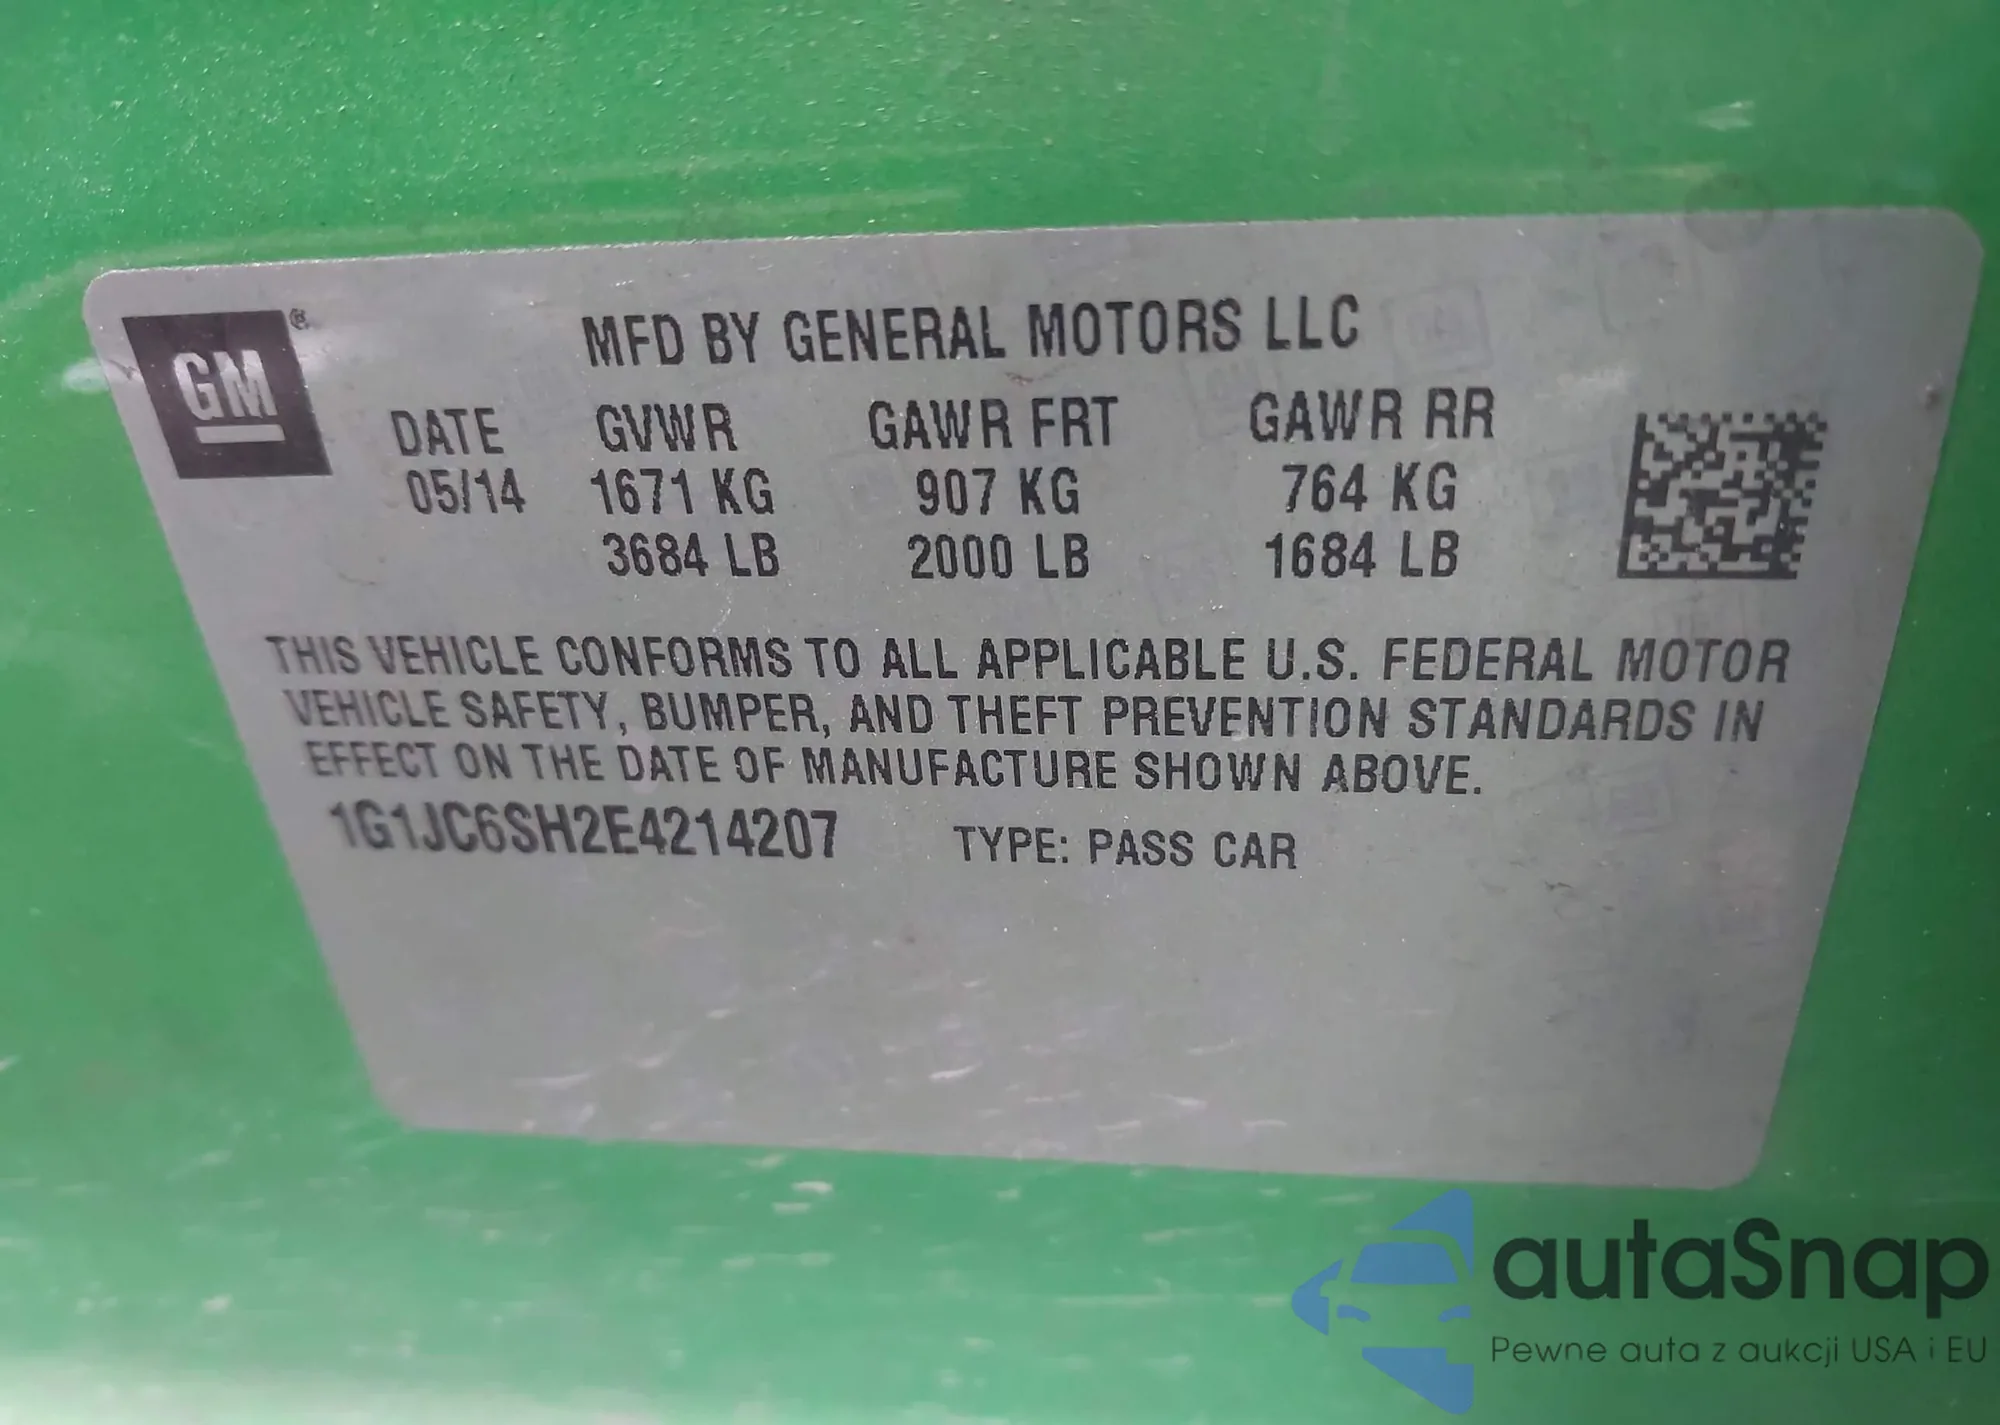 GM®
MFD BY GENERAL MOTORS LLC
DATE GVWR GAWR FRT GAWR RR
05/14 1671 KG 907 KG 764 KG
3684 LB 2000 LB 1684 LB
THIS VEHICLE CONFORMS TO ALL APPLICABLE U.S. FEDERAL MOTOR
VEHICLE SAFETY, BUMPER, AND THEFT PREVENTION STANDARDS IN
EFFECT ON THE DATE OF MANUFACTURE SHOWN ABOVE.
1G1JC6SH2E4214207 TYPE: PASS CAR
autaSnap
Pewne auta z aukcji USA i EU